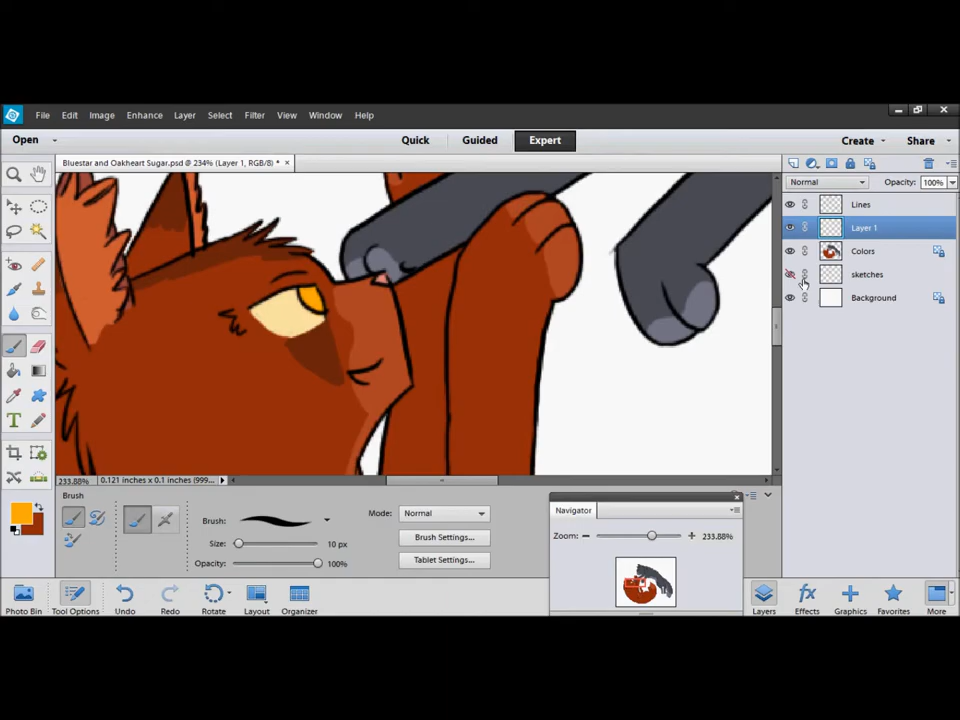 File Edit Image Enhance Layer Select Filter View Window Help
Open Quick Guided Expert Create Share
Bluestar and Oakheart Sugar.psd @ 234% (Layer 1, RGB/8) * ×
Normal Opacity: 100%
Lines
Layer 1
Colors
sketches
Background
233.88% 0.121 inches x 0.1 inches (999...
Brush
Brush:
Size: 10 px
Opacity: 100%
Mode: Normal
Brush Settings...
Tablet Settings...
Navigator
Zoom: 233.88%
Photo Bin Tool Options Undo Redo Rotate Layout Organizer Layers Effects Graphics Favorites More